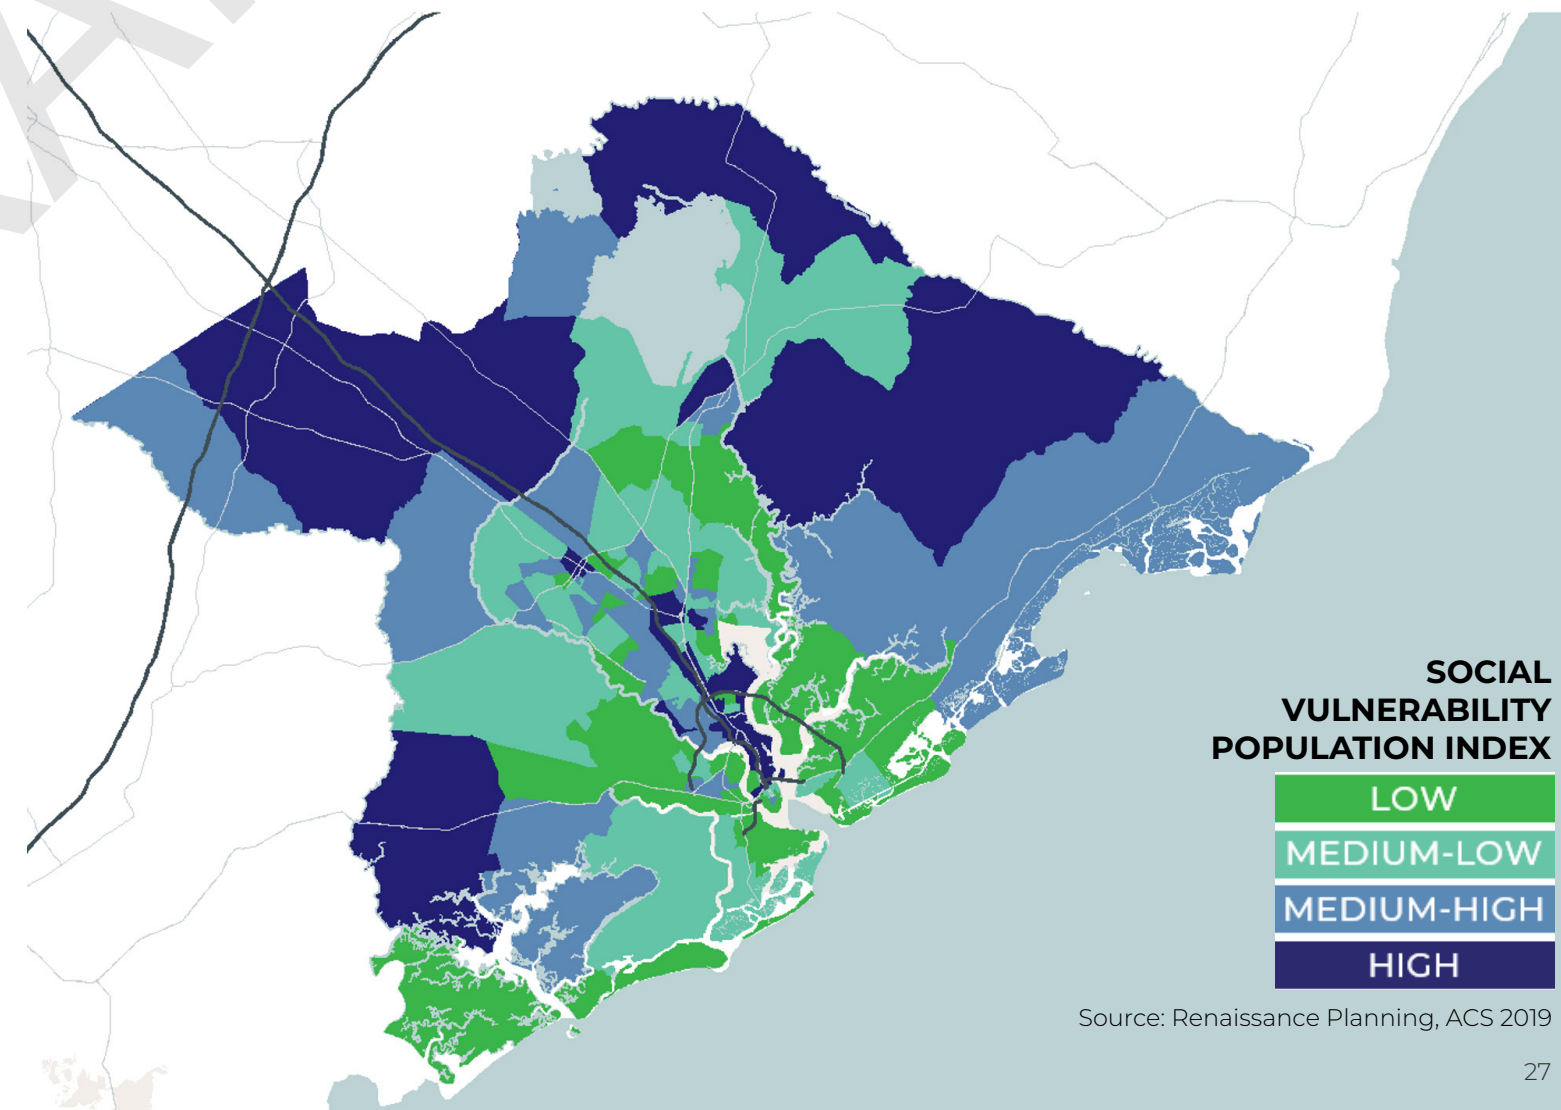 SOCIAL
VULNERABILITY
POPULATION INDEX
LOW
MEDIUM-LOW
MEDIUM-HIGH
HIGH
Source: Renaissance Planning, ACS 2019
27